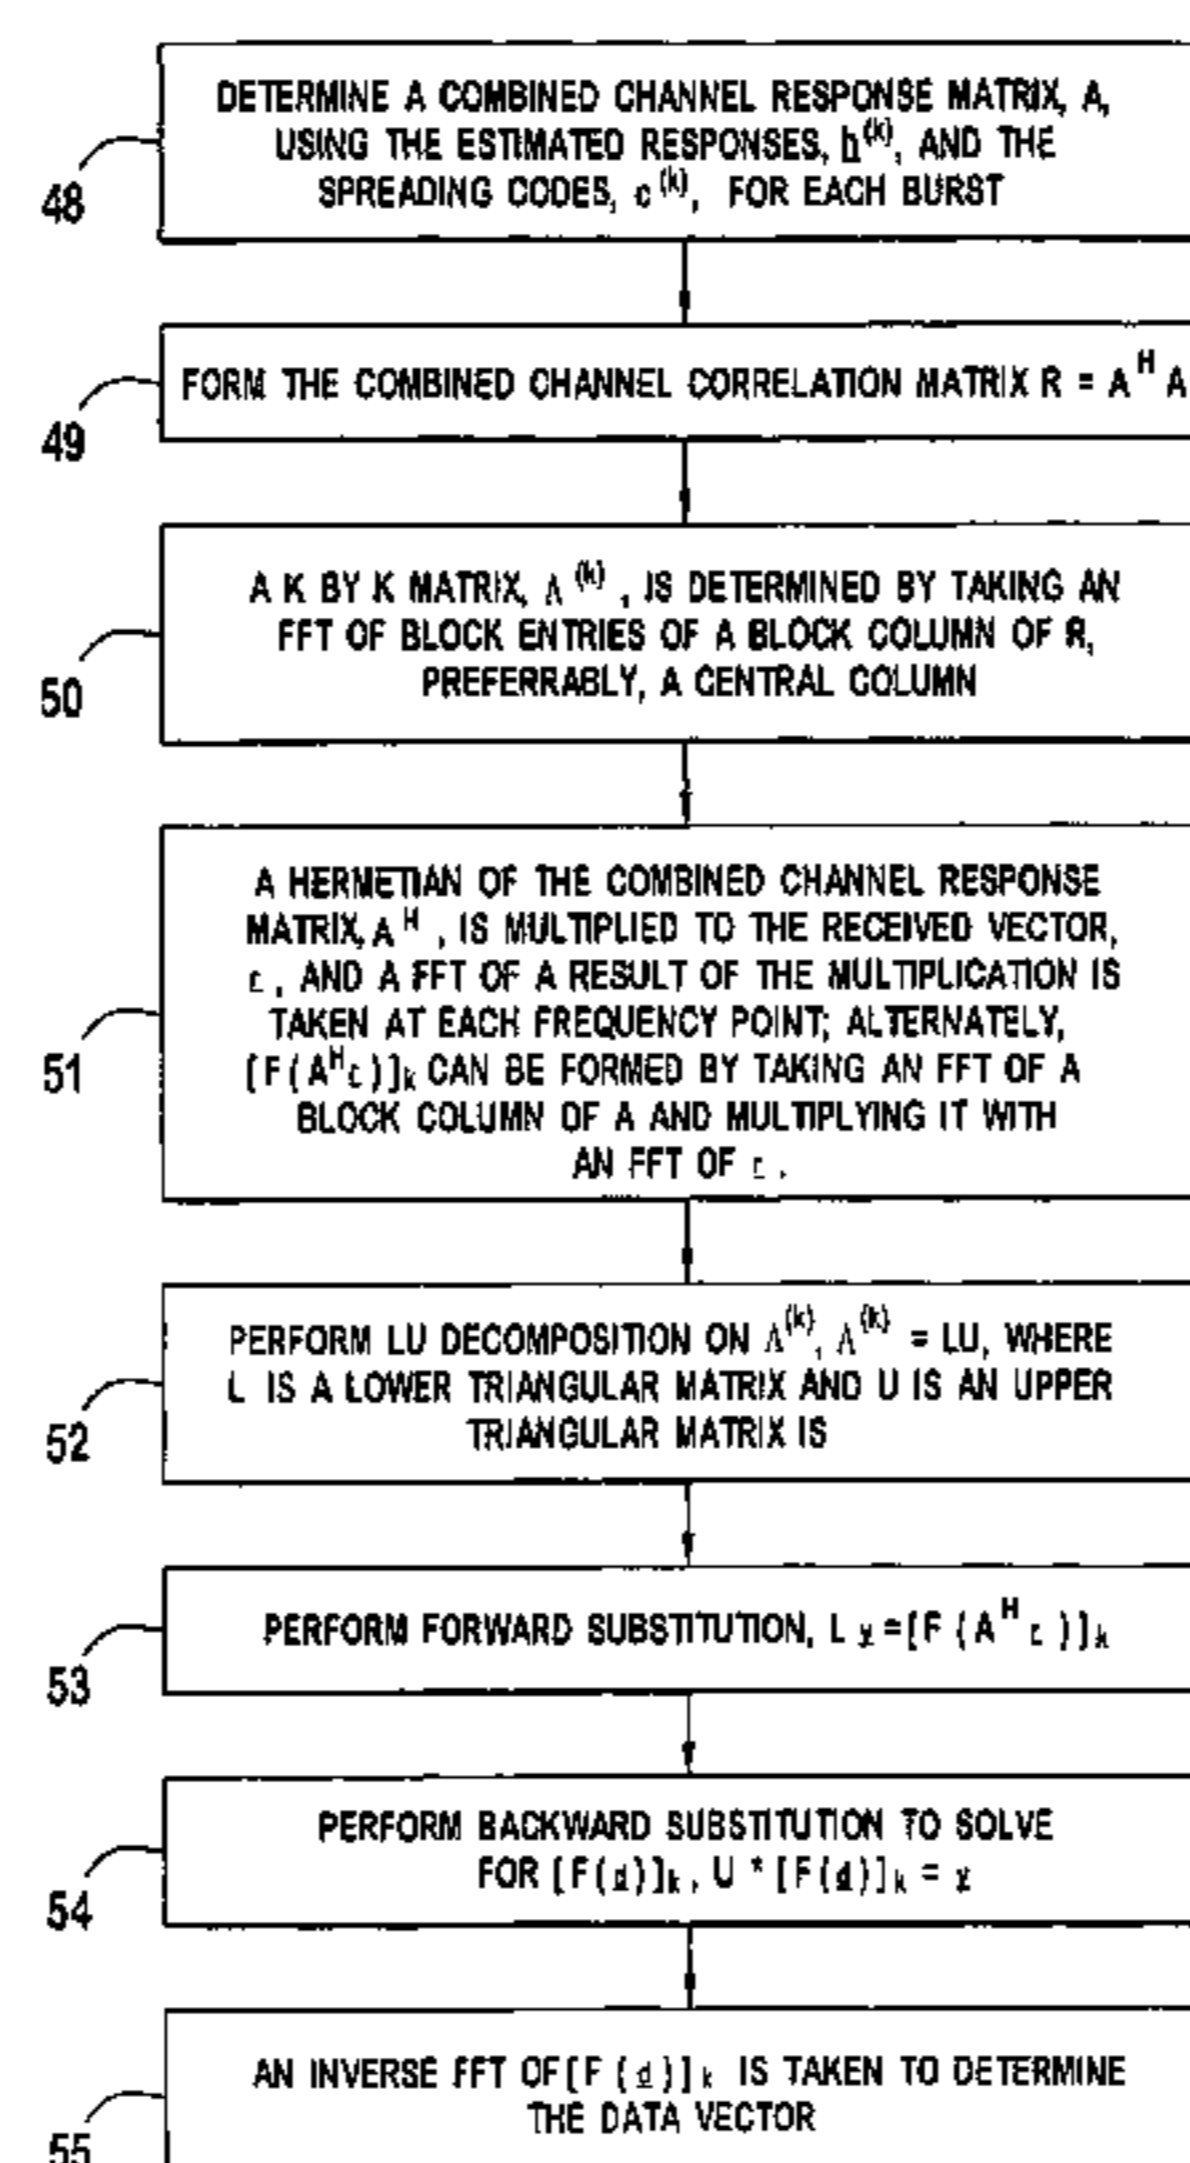 DETERMINE A COMBINED CHANNEL RESPONSE MATRIX, A,
USING THE ESTIMATED RESPONSES, h^(k), AND THE
SPREADING CODES, c^(k), FOR EACH BURST
48
FORM THE COMBINED CHANNEL CORRELATION MATRIX R = A^H A
49
A K BY K MATRIX, Λ^(k), IS DETERMINED BY TAKING AN
FFT OF BLOCK ENTRIES OF A BLOCK COLUMN OF R,
PREFERRABLY, A CENTRAL COLUMN
50
A HERMETIAN OF THE COMBINED CHANNEL RESPONSE
MATRIX, A^H, IS MULTIPLIED TO THE RECEIVED VECTOR,
r, AND A FFT OF A RESULT OF THE MULTIPLICATION IS
TAKEN AT EACH FREQUENCY POINT; ALTERNATELY,
[F(A^H r)]k CAN BE FORMED BY TAKING AN FFT OF A
BLOCK COLUMN OF A AND MULTIPLYING IT WITH
AN FFT OF r.
51
PERFORM LU DECOMPOSITION ON Λ^(k), Λ^(k) = LU, WHERE
L IS A LOWER TRIANGULAR MATRIX AND U IS AN UPPER
TRIANGULAR MATRIX IS
52
PERFORM FORWARD SUBSTITUTION, L y = [F (A^H r)]k
53
PERFORM BACKWARD SUBSTITUTION TO SOLVE
FOR [F(d)]k, U * [F(d)]k = y
54
AN INVERSE FFT OF [F(d)]k IS TAKEN TO DETERMINE
THE DATA VECTOR
55